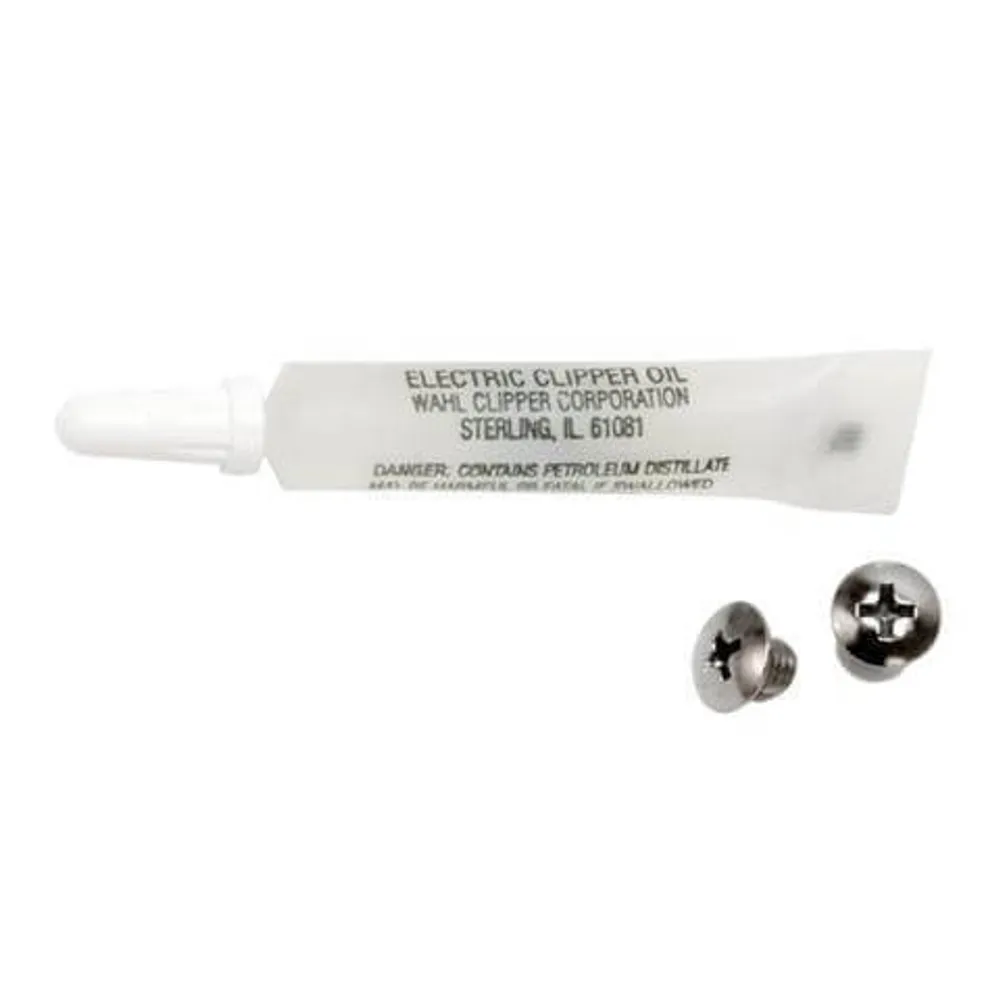 ELECTRIC CLIPPER OIL
WAHL CLIPPER CORPORATION
STERLING, IL 61081
DANGER: CONTAINS PETROLEUM DISTILLATE
MAY BE HARMFUL OR FATAL IF SWALLOWED